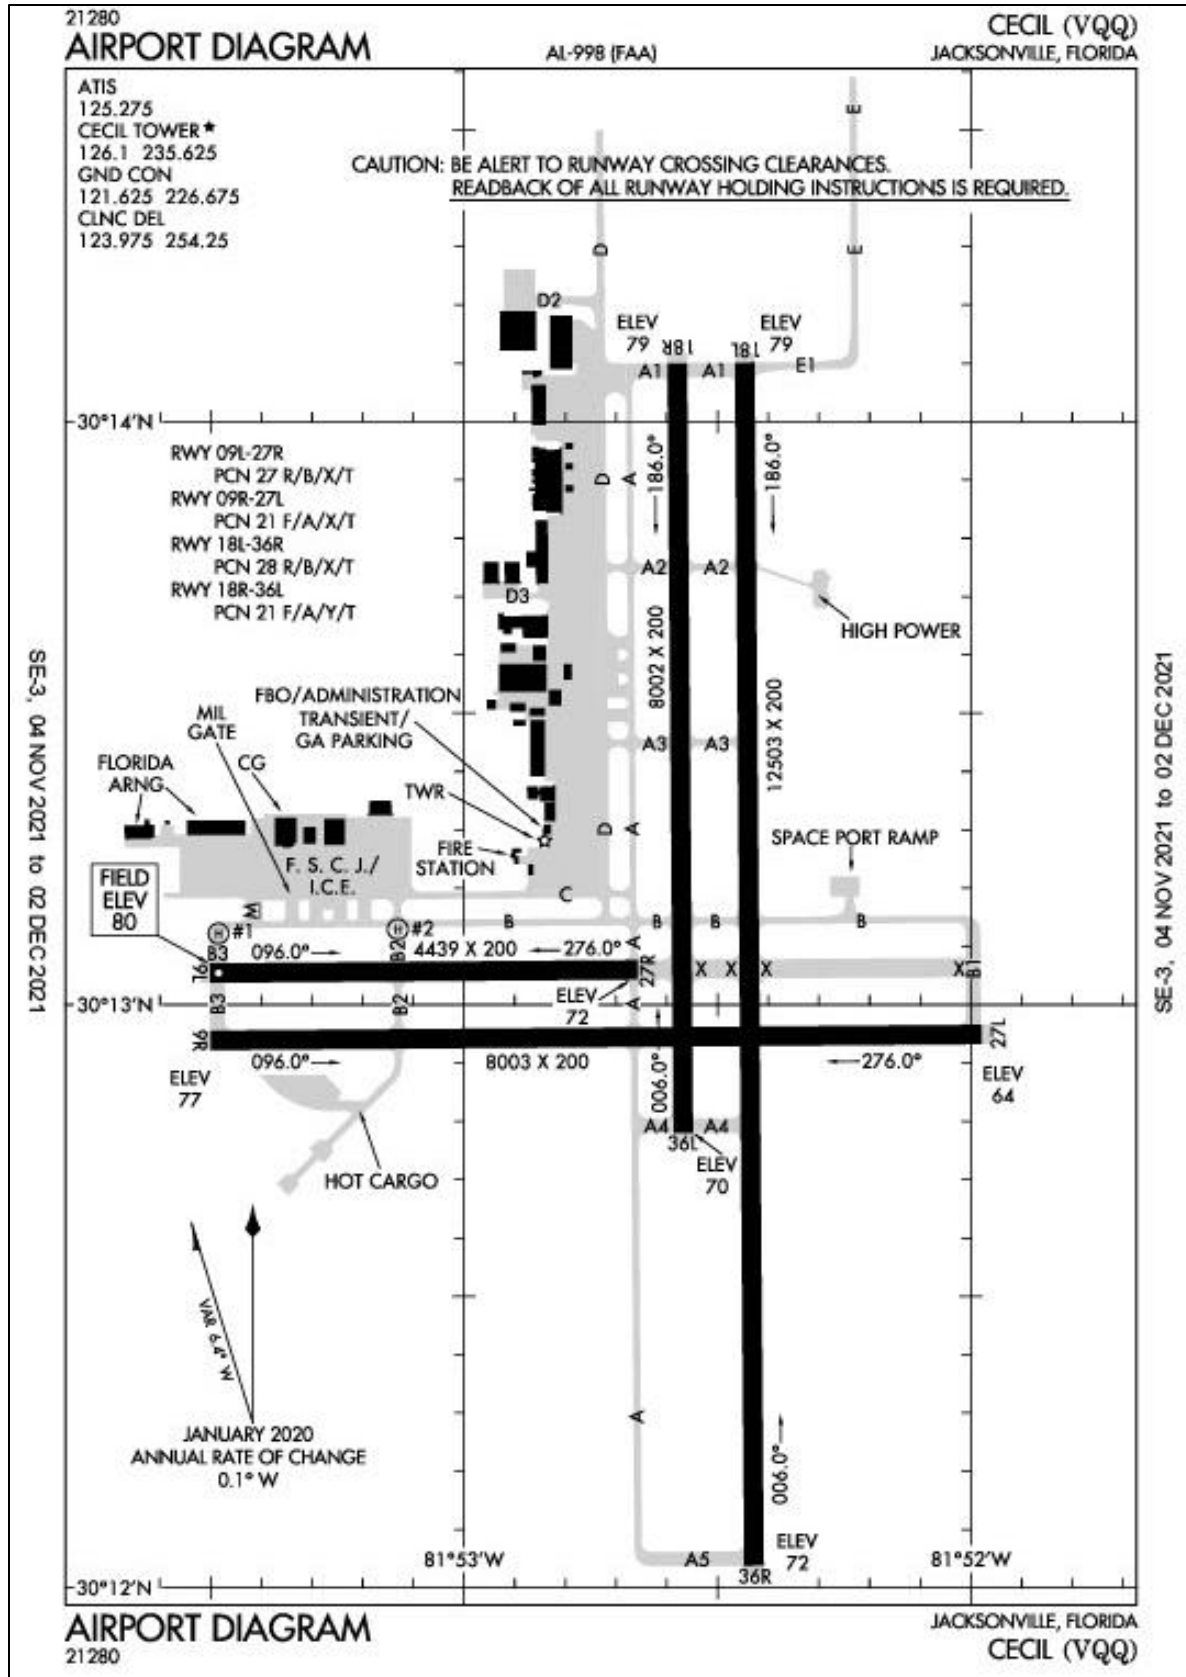 21280
AIRPORT DIAGRAM
AL-998 (FAA)
CECIL (VQQ)
JACKSONVILLE, FLORIDA
ATIS
125.275
CECIL TOWER★
126.1 235.625
GND CON
121.625 226.675
CLNC DEL
123.975 254.25
CAUTION: BE ALERT TO RUNWAY CROSSING CLEARANCES.
READBACK OF ALL RUNWAY HOLDING INSTRUCTIONS IS REQUIRED.
E
D
E
D2
ELEV
79
18R
18L
ELEV
79
A1
A1
E1
30°14'N
RWY 09L-27R
PCN 27 R/B/X/T
RWY 09R-27L
PCN 21 F/A/X/T
RWY 18L-36R
PCN 28 R/B/X/T
RWY 18R-36L
PCN 21 F/A/Y/T
D
A
186.0°
186.0°
A2
A2
D3
HIGH POWER
8002 X 200
12503 X 200
FBO/ADMINISTRATION
TRANSIENT/
GA PARKING
MIL
GATE
A3
A3
FLORIDA
ARNG
CG
TWR
D
A
FIRE
STATION
SPACE PORT RAMP
F. S. C. J./
I.C.E.
FIELD
ELEV
80
C
M
B
B
B
B
H #1
H #2
B3
096.0°
B2
4439 X 200
276.0°
A
9L
27R
X
X
X
X
B1
30°13'N
B3
B2
ELEV
72
A
9R
27L
096.0°
8003 X 200
006.0°
276.0°
ELEV
77
ELEV
64
A4
A4
36L
ELEV
70
HOT CARGO
VAR 6.4° W
JANUARY 2020
ANNUAL RATE OF CHANGE
0.1° W
A
006.0°
81°53'W
A5
ELEV
72
81°52'W
36R
30°12'N
SE-3, 04 NOV 2021 to 02 DEC 2021
SE-3, 04 NOV 2021 to 02 DEC 2021
AIRPORT DIAGRAM
21280
JACKSONVILLE, FLORIDA
CECIL (VQQ)